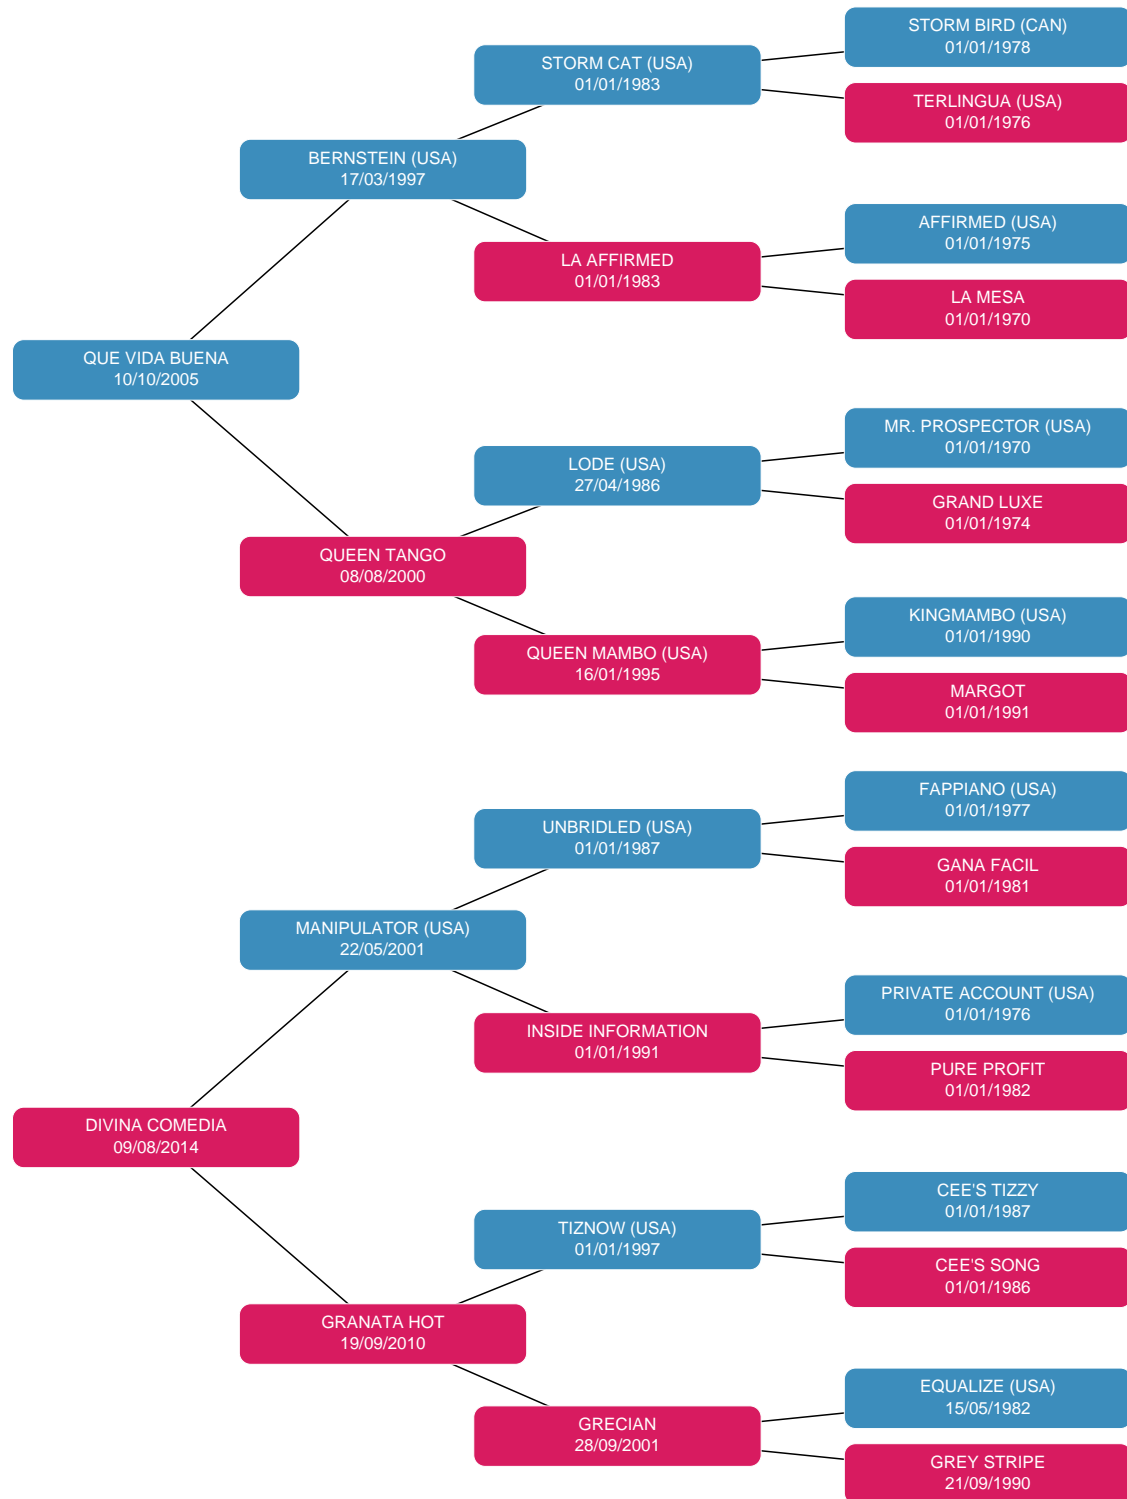 STORM BIRD (CAN)
01/01/1978
STORM CAT (USA)
01/01/1983
TERLINGUA (USA)
01/01/1976
BERNSTEIN (USA)
17/03/1997
AFFIRMED (USA)
01/01/1975
LA AFFIRMED
01/01/1983
LA MESA
01/01/1970
QUE VIDA BUENA
10/10/2005
MR. PROSPECTOR (USA)
01/01/1970
LODE (USA)
27/04/1986
GRAND LUXE
01/01/1974
QUEEN TANGO
08/08/2000
KINGMAMBO (USA)
01/01/1990
QUEEN MAMBO (USA)
16/01/1995
MARGOT
01/01/1991
FAPPIANO (USA)
01/01/1977
UNBRIDLED (USA)
01/01/1987
GANA FACIL
01/01/1981
MANIPULATOR (USA)
22/05/2001
PRIVATE ACCOUNT (USA)
01/01/1976
INSIDE INFORMATION
01/01/1991
PURE PROFIT
01/01/1982
DIVINA COMEDIA
09/08/2014
CEE'S TIZZY
01/01/1987
TIZNOW (USA)
01/01/1997
CEE'S SONG
01/01/1986
GRANATA HOT
19/09/2010
EQUALIZE (USA)
15/05/1982
GRECIAN
28/09/2001
GREY STRIPE
21/09/1990